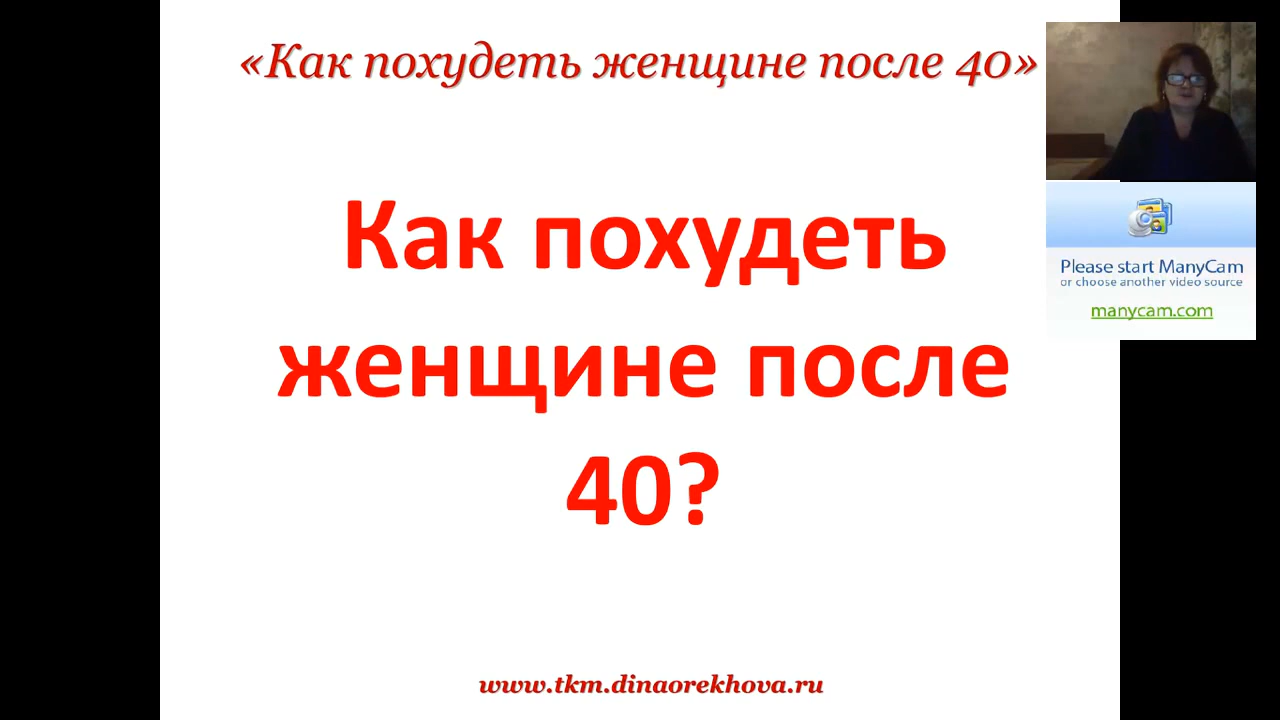 «Как похудеть женщине после 40»
Как похудеть
женщине после
40?
Please start ManyCam
or choose another video source
manycam.com
www.tkm.dinaorekhova.ru